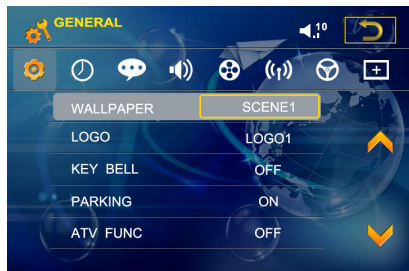 GENERAL
10
WALLPAPER SCENE1
LOGO LOGO1
KEY BELL OFF
PARKING ON
ATV FUNC OFF